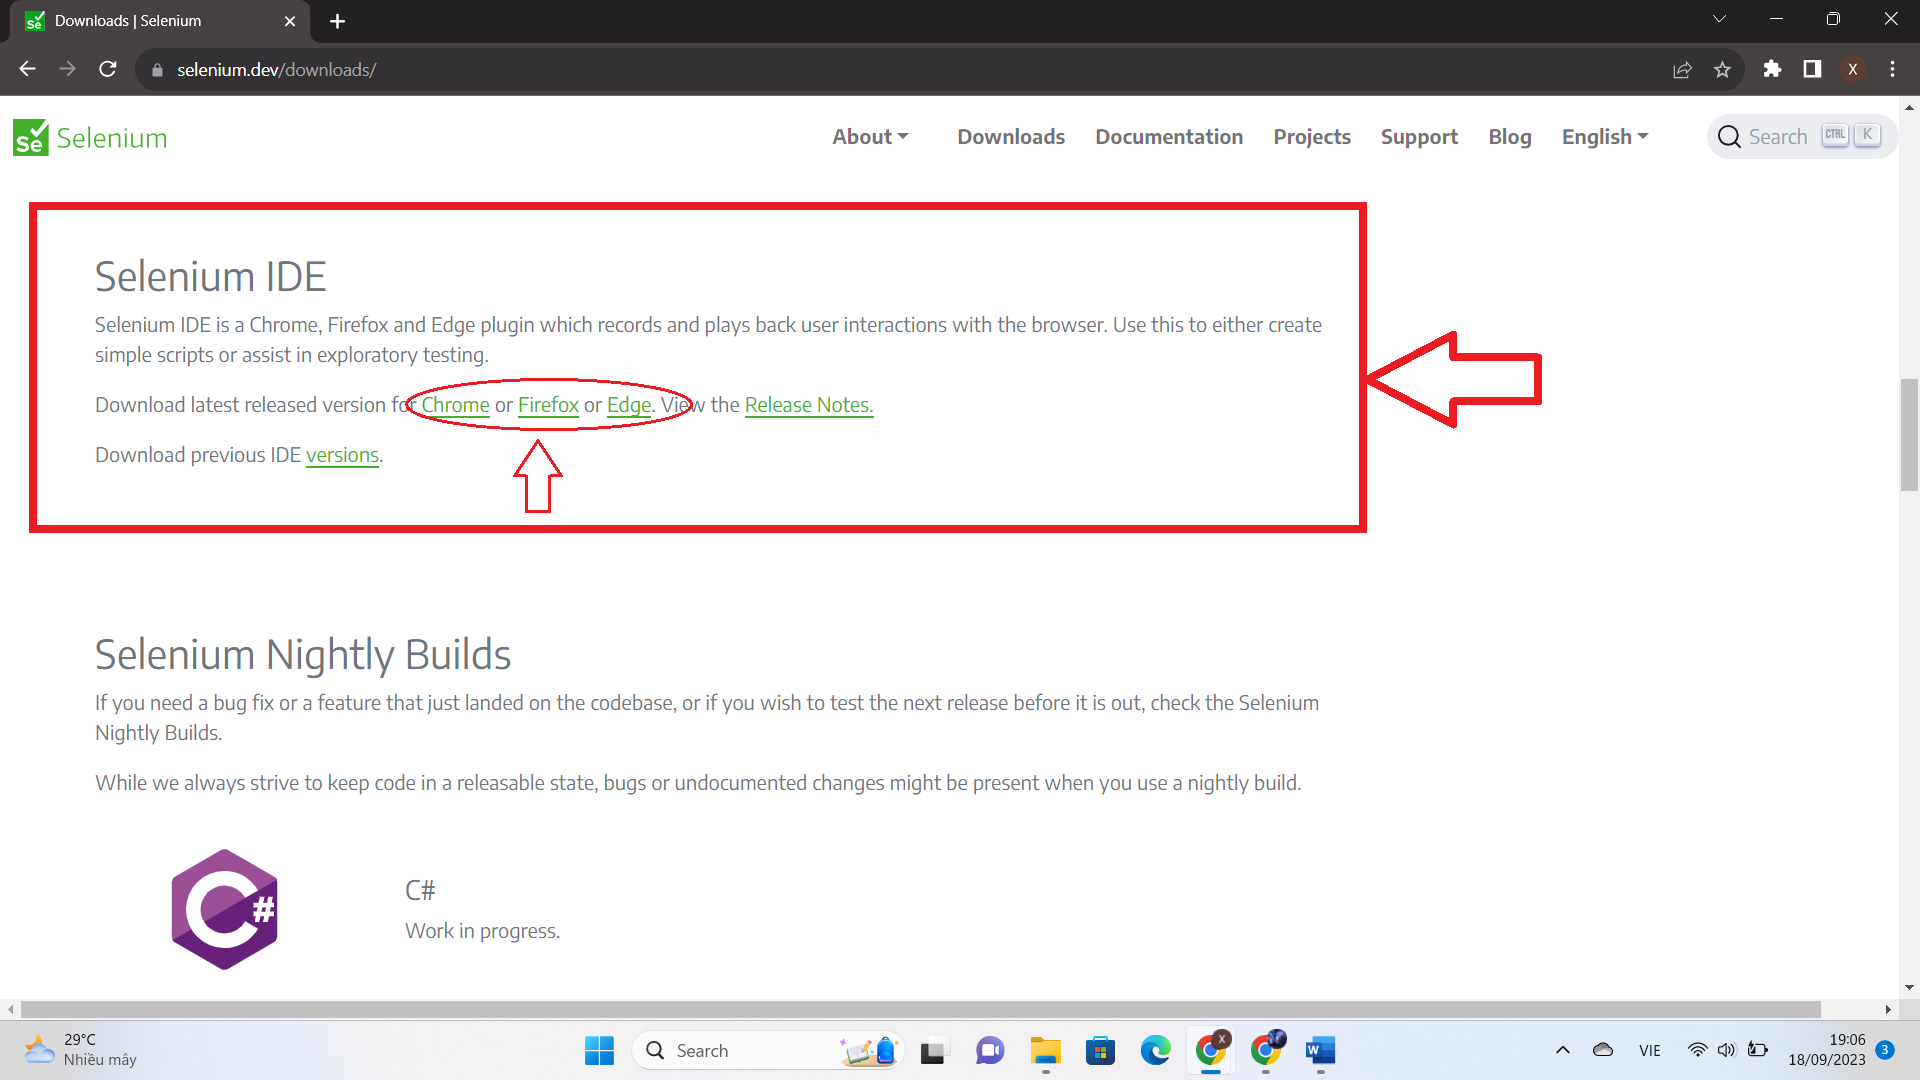 Downloads | Selenium
selenium.dev/downloads/
X
Se Selenium
About Downloads Documentation Projects Support Blog English Search CTRL K
Selenium IDE
Selenium IDE is a Chrome, Firefox and Edge plugin which records and plays back user interactions with the browser. Use this to either create
simple scripts or assist in exploratory testing.
Download latest released version for Chrome or Firefox or Edge. View the Release Notes.
Download previous IDE versions.
Selenium Nightly Builds
If you need a bug fix or a feature that just landed on the codebase, or if you wish to test the next release before it is out, check the Selenium
Nightly Builds.
While we always strive to keep code in a releasable state, bugs or undocumented changes might be present when you use a nightly build.
C#
C#
Work in progress.
29°C
Nhiều mây
Search
X
W
VIE
19:06
18/09/2023
3